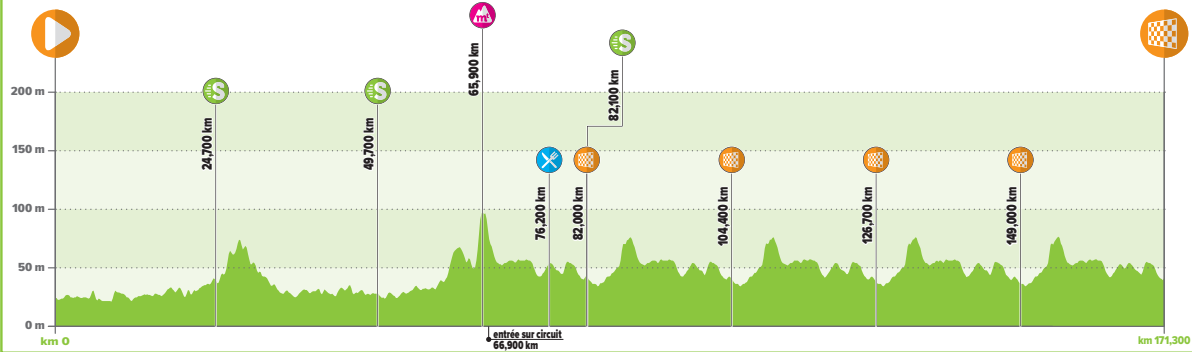 65,900 km
82,100 km
200 m
S
S
S
24,700 km
49,700 km
150 m
76,200 km
82,000 km
104,400 km
126,700 km
149,000 km
100 m
50 m
0 m
km 0
entrée sur circuit
66,900 km
km 171,300